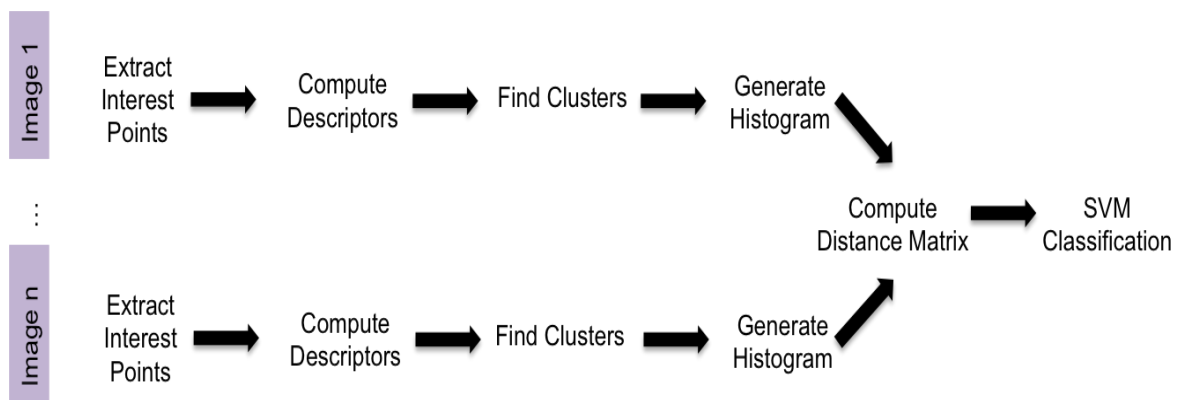 Image 1
Extract
Interest
Points
Compute
Descriptors
Find Clusters
Generate
Histogram
...
Compute
Distance Matrix
SVM
Classification
Image n
Extract
Interest
Points
Compute
Descriptors
Find Clusters
Generate
Histogram